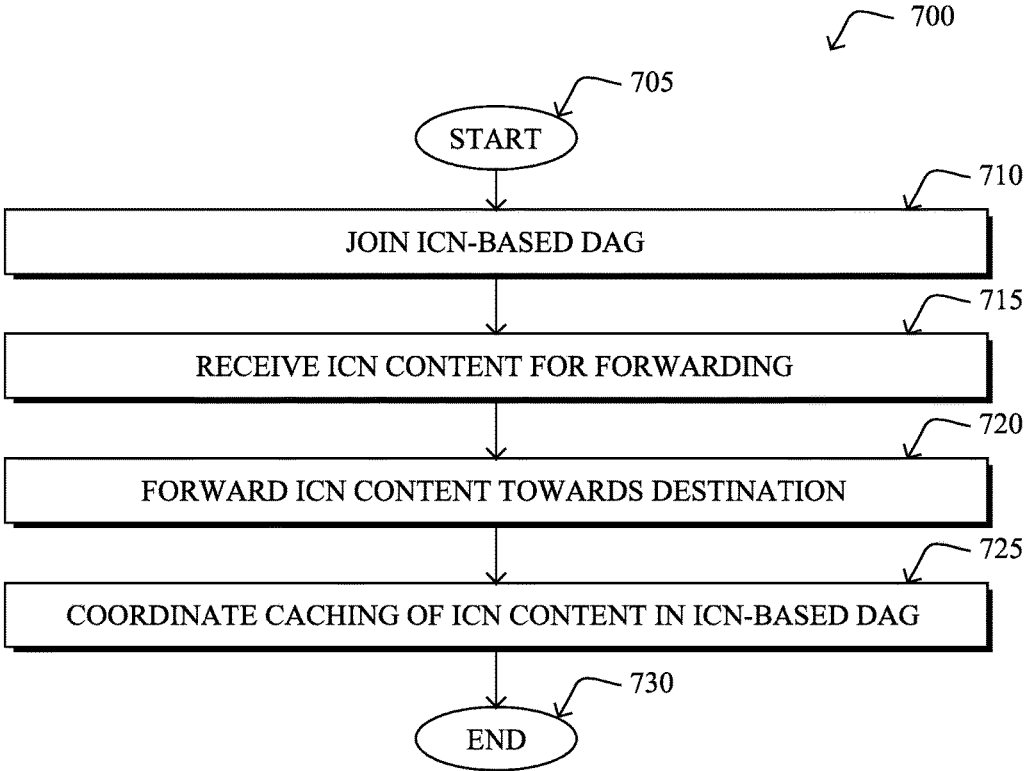 700
705
START
710
JOIN ICN-BASED DAG
715
RECEIVE ICN CONTENT FOR FORWARDING
720
FORWARD ICN CONTENT TOWARDS DESTINATION
725
COORDINATE CACHING OF ICN CONTENT IN ICN-BASED DAG
730
END